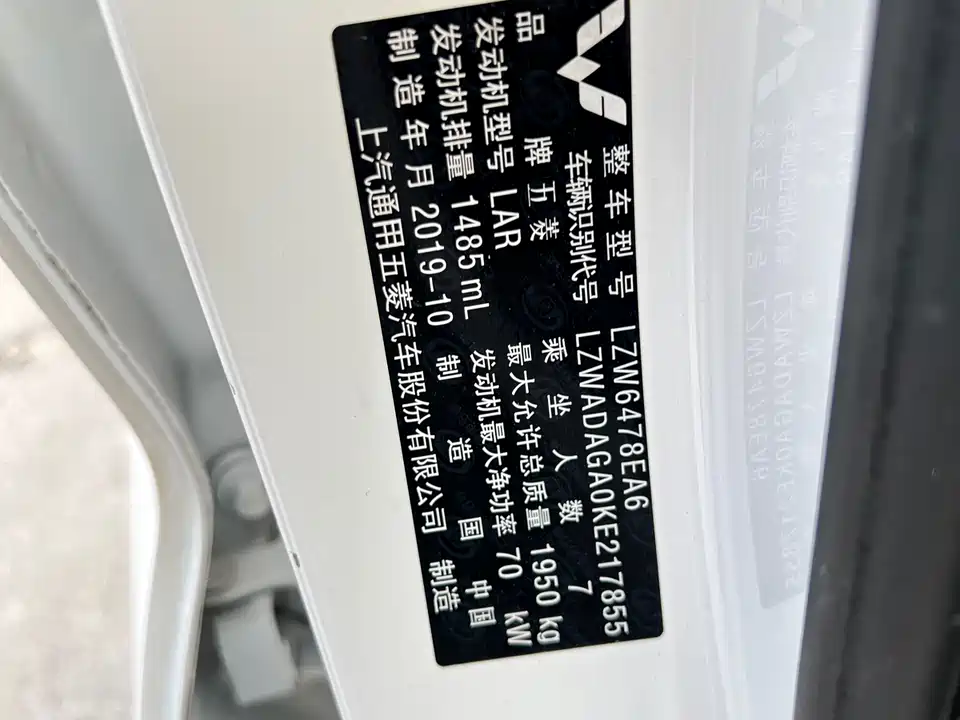 整车型号 LZW6478EA6
车辆识别代号 LZWADAGA0KE217855
品牌 五菱 乘坐人数 7
发动机型号 LAR 最大允许总质量 1950 kg
发动机排量 1485 mL 发动机最大净功率 70 kW
制造年月 2019-10 制造国 中国
上汽通用五菱汽车股份有限公司 制造